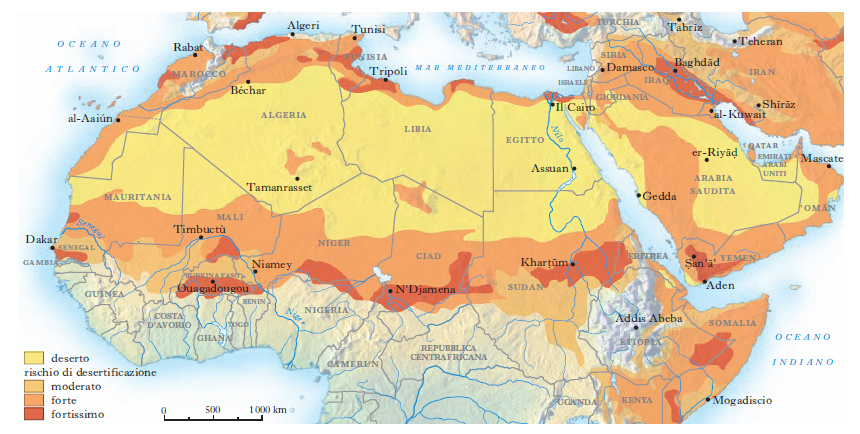 TURCHIA
Tabrīz
Algeri
Tunisi
OCEANO
ATLANTICO
Rabat
Teheran
TUNISIA
SIRIA
Baghdād
MAR MEDITERRANEO
LIBANO
Damasco
MAROCCO
Tripoli
IRAQ
IRAN
ISRAELE
Béchar
GIORDANIA
Shīrāz
Il Cairo
al-Kuwait
al-Aaiún
ALGERIA
LIBIA
EGITTO
Nilo
QATAR
er-Riyāḍ
EMIRATI
ARABI
UNITI
Mascate
Assuan
ARABIA
SAUDITA
Tamanrasset
MAURITANIA
Gedda
OMĀN
MALI
Senegal
Timbuctù
Dakar
SENEGAL
NIGER
CIAD
ERITREA
YEMEN
Ṣan'ā'
GAMBIA
Niamey
Kharṭūm
BURKINA FASO
Ouagadougou
N'Djamena
SUDAN
Aden
GUINEA
BENIN
NIGERIA
Niger
COSTA
D'AVORIO
TOGO
GHANA
Addis Abeba
SOMALIA
ETIOPIA
OCEANO
INDIANO
REPUBBLICA
CENTRAFRICANA
CAMERUN
deserto
rischio di desertificazione
moderato
forte
fortissimo
0 500 1000 km
UGANDA
KENYA
Mogadiscio